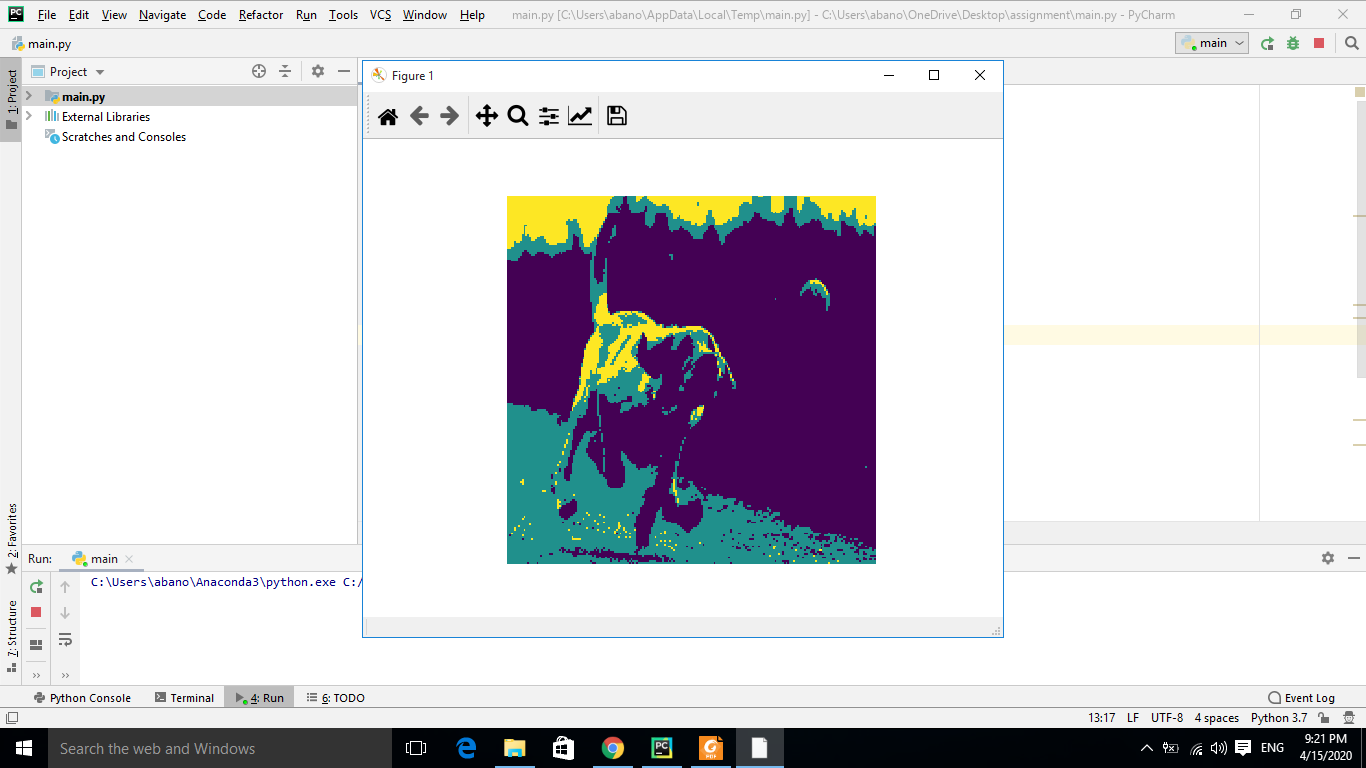 File Edit View Navigate Code Refactor Run Tools VCS Window Help main.py [C:\Users\abano\AppData\Local\Temp\main.py] - C:\Users\abano\OneDrive\Desktop\assignment\main.py - PyCharm
main.py
main
1: Project
Project
main.py
External Libraries
Scratches and Consoles
Figure 1
2: Favorites
7: Structure
Run: main
C:\Users\abano\Anaconda3\python.exe C:/
Python Console Terminal 4: Run 6: TODO Event Log
13:17 LF UTF-8 4 spaces Python 3.7
Search the web and Windows
ENG
9:21 PM
4/15/2020